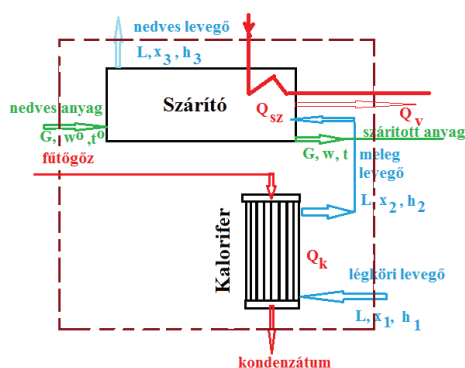 nedves levegő
L, x3, h3
Szárító
nedves anyag
G, w⁰, t⁰
Qsz
Qv
szárított anyag
G, w, t
meleg
levegő
fűtőgőz
L, x2, h2
Kalorifer
Qk
légköri levegő
L, x1, h1
kondenzátum